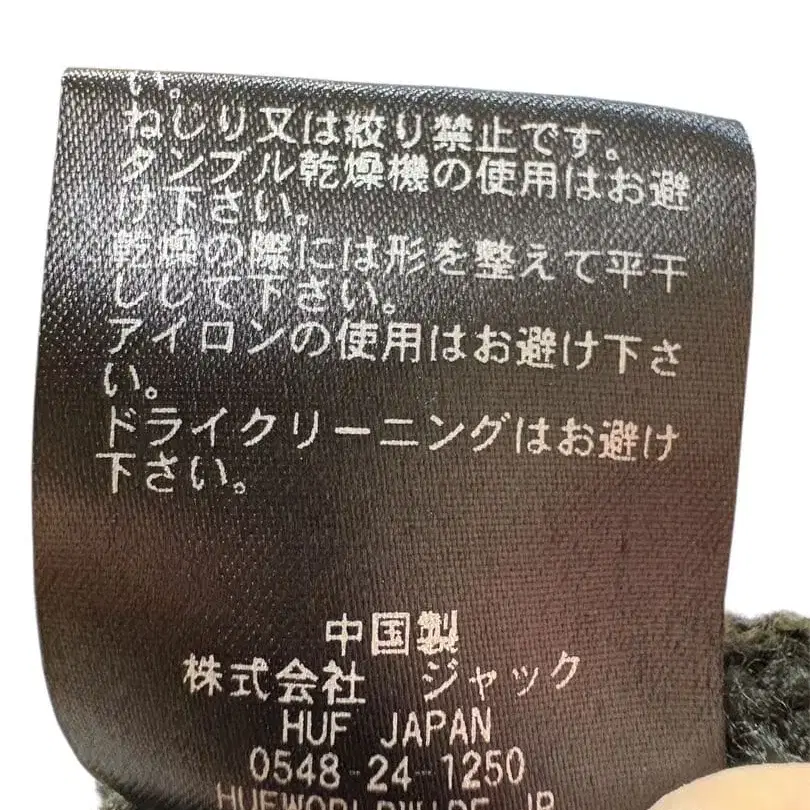 い。
ねじり又は絞り禁止です。
タンブル乾燥機の使用はお避
け下さい。
乾燥の際には形を整えて平干
しして下さい。
アイロンの使用はお避け下さ
い。
ドライクリーニングはお避け
下さい。
中国製
株式会社 ジャック
HUF JAPAN
0548-24-1250
HUFWORLDWIDE.JP